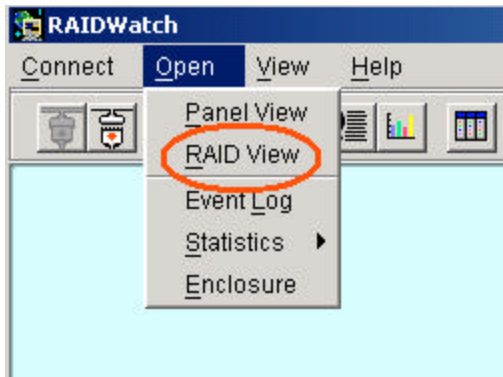 RAIDWatch
Connect Open View Help
Panel View
RAID View
Event Log
Statistics
Enclosure